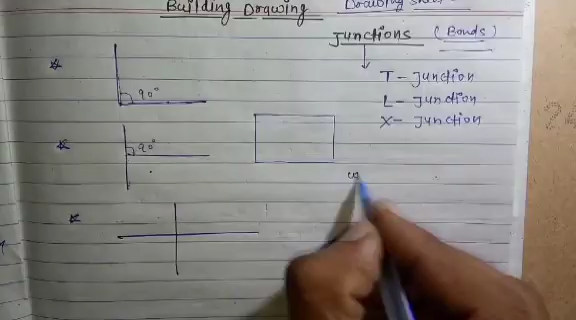 Building Drawing
Junctions (Bonds)
T- Junction
L- Junction
X- Junction
90°
90°